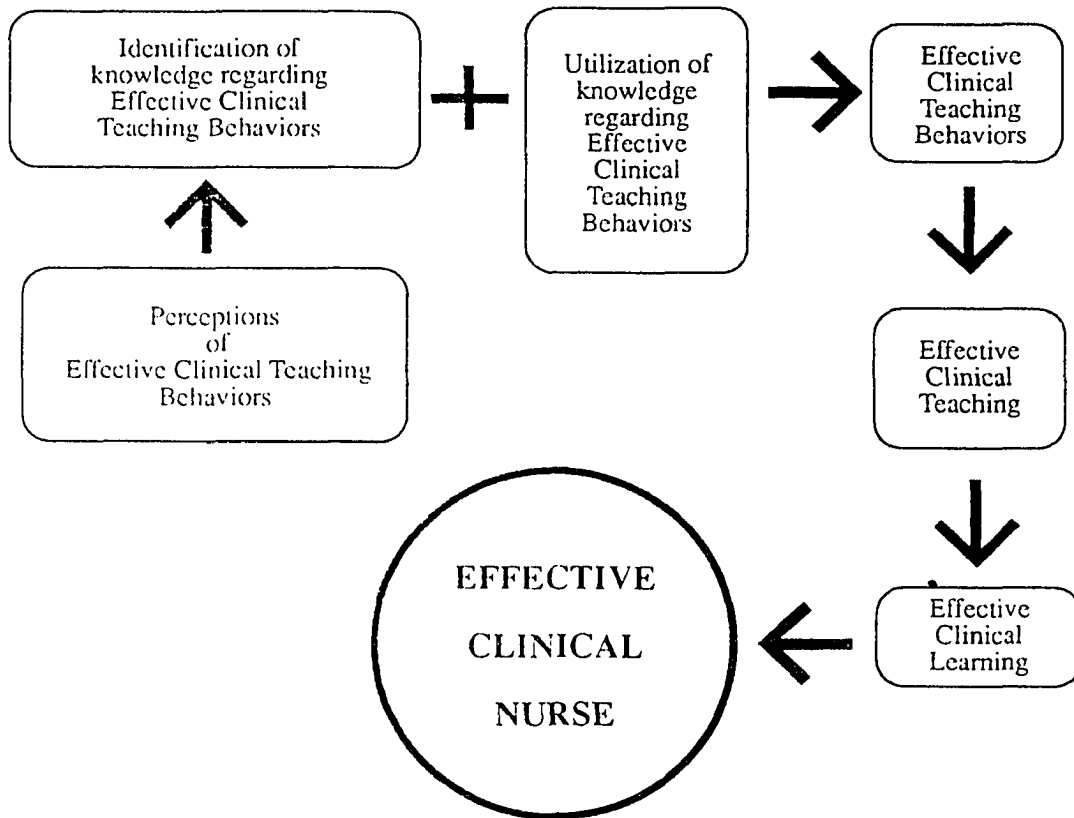 Identification of
knowledge regarding
Effective Clinical
Teaching Behaviors
Utilization of
knowledge
regarding
Effective
Clinical
Teaching
Behaviors
Effective
Clinical
Teaching
Behaviors
Perceptions
of
Effective Clinical Teaching
Behaviors
Effective
Clinical
Teaching
Effective
Clinical
Learning
EFFECTIVE
CLINICAL
NURSE